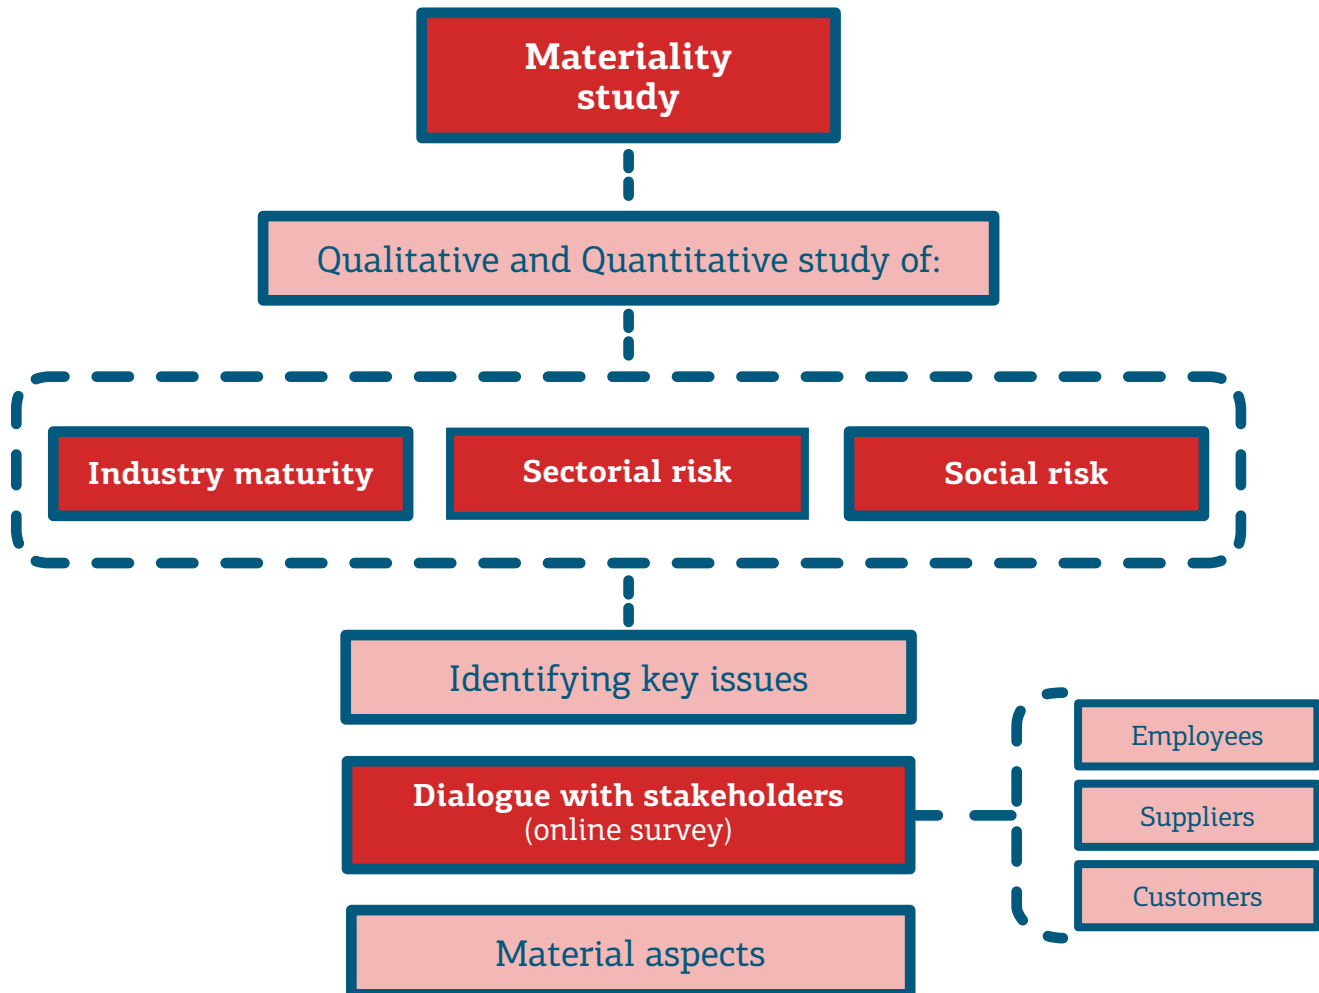 Materiality
study
Qualitative and Quantitative study of:
Industry maturity
Sectorial risk
Social risk
Identifying key issues
Dialogue with stakeholders
(online survey)
Employees
Suppliers
Customers
Material aspects